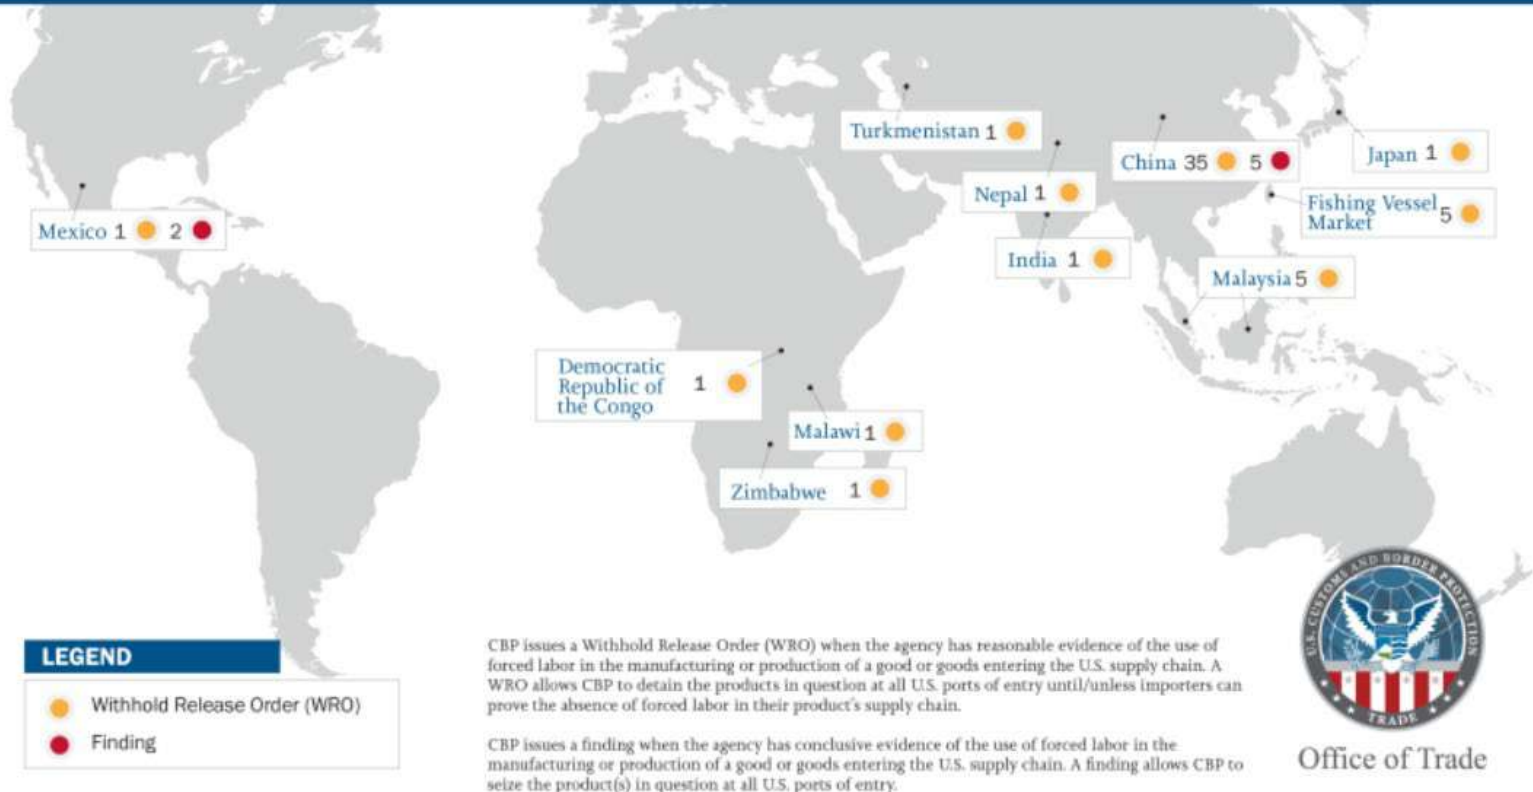 Turkmenistan 1
China 35 5
Japan 1
Nepal 1
Fishing Vessel
Market 5
Mexico 1 2
India 1
Malaysia 5
Democratic
Republic of
the Congo 1
Malawi 1
Zimbabwe 1
LEGEND
Withhold Release Order (WRO)
Finding
CBP issues a Withhold Release Order (WRO) when the agency has reasonable evidence of the use of
forced labor in the manufacturing or production of a good or goods entering the U.S. supply chain. A
WRO allows CBP to detain the products in question at all U.S. ports of entry until/unless importers can
prove the absence of forced labor in their product's supply chain.
CBP issues a finding when the agency has conclusive evidence of the use of forced labor in the
manufacturing or production of a good or goods entering the U.S. supply chain. A finding allows CBP to
seize the product(s) in question at all U.S. ports of entry.
U.S. CUSTOMS AND BORDER PROTECTION
TRADE
Office of Trade